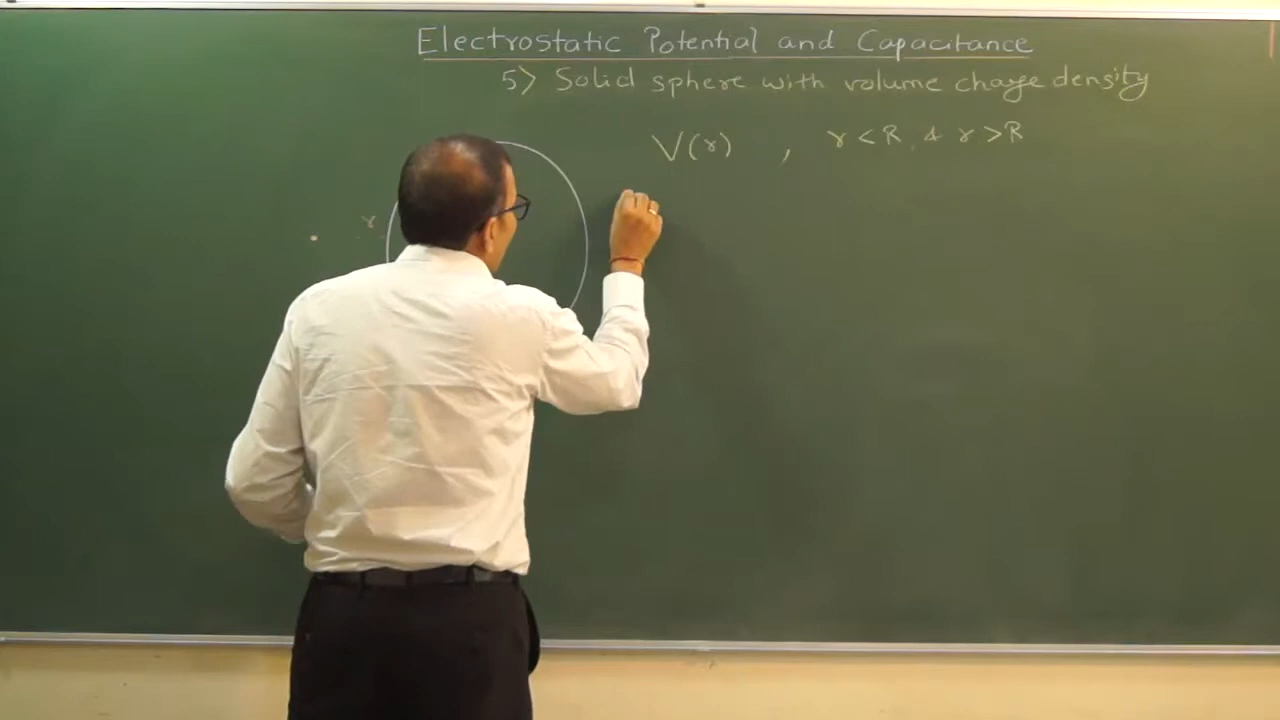 Electrostatic Potential and Capacitance
5> Solid sphere with volume charge density
V(r) , r < R, & r > R
r